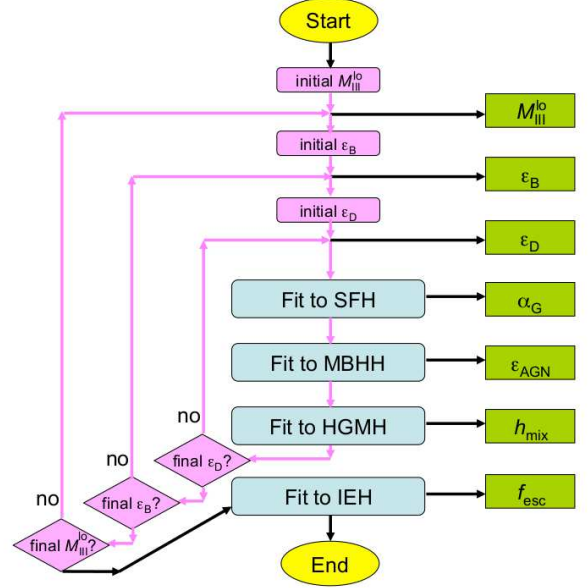 Start
initial M_III^lo
M_III^lo
initial ε_B
ε_B
initial ε_D
ε_D
Fit to SFH
α_G
Fit to MBHH
ε_AGN
no
Fit to HGMH
h_mix
no
final ε_D?
no
final ε_B?
Fit to IEH
f_esc
final M_III^lo?
End